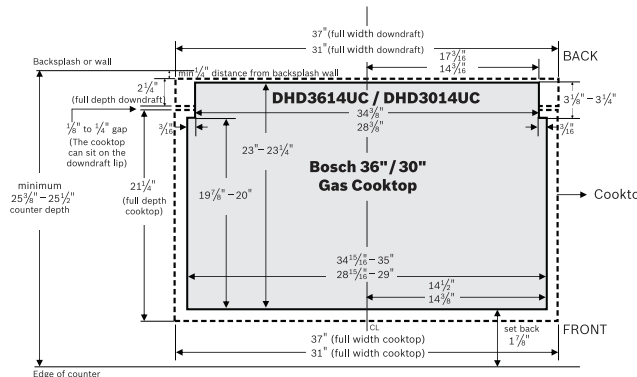 37" (full width downdraft)
31" (full width downdraft)
17 3/16"
14 3/16"
BACK
Backsplash or wall
min 1/4" distance from backsplash wall
2 1/4"
(full depth downdraft)
DHD3614UC / DHD3014UC
3 1/8" – 3 1/4"
34 3/8"
28 3/8"
1/8" to 1/4" gap
(The cooktop
can sit on the
downdraft lip)
3/16"
3/16"
23" – 23 1/4"
Bosch 36" / 30"
Gas Cooktop
minimum
25 3/8" – 25 1/2"
counter depth
21 1/4"
(full depth
cooktop)
19 7/8" – 20"
Cookto
34 15/16" – 35"
28 15/16" – 29"
14 1/2"
14 3/8"
CL
set back
1 7/8"
FRONT
37" (full width cooktop)
31" (full width cooktop)
Edge of counter